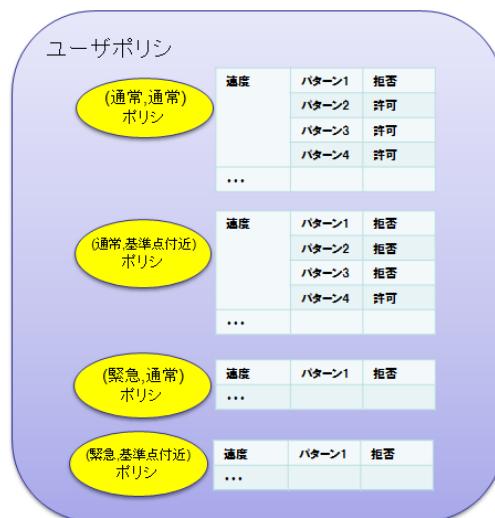 ユーザポリシ
(通常,通常)
ポリシ
速度 パターン1 拒否
パターン2 許可
パターン3 許可
パターン4 許可
…
(通常,基準点付近)
ポリシ
速度 パターン1 拒否
パターン2 拒否
パターン3 拒否
パターン4 許可
…
(緊急,通常)
ポリシ
速度 パターン1 拒否
…
(緊急,基準点付近)
ポリシ
速度 パターン1 拒否
…